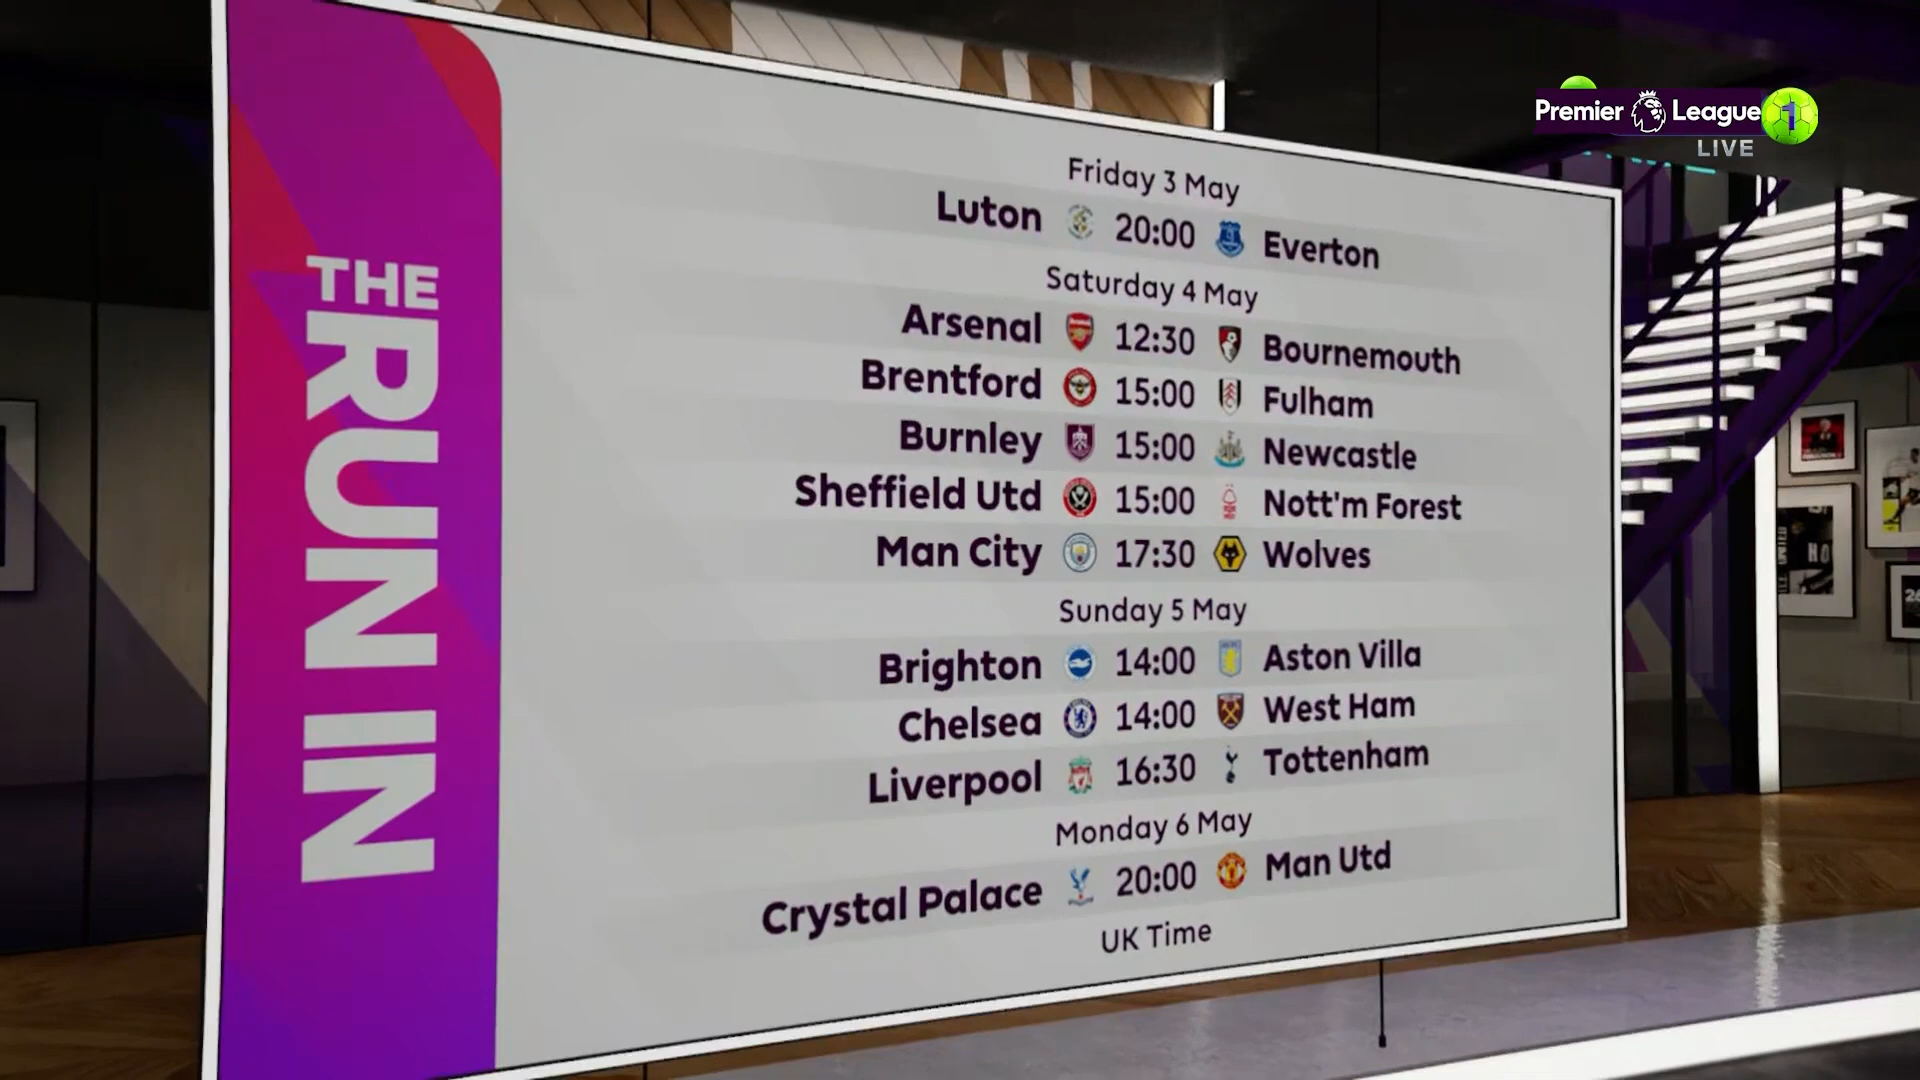 Premier League 1
LIVE
THE
RUN IN
Friday 3 May
Luton 20:00 Everton
Saturday 4 May
Arsenal 12:30 Bournemouth
Brentford 15:00 Fulham
Burnley 15:00 Newcastle
Sheffield Utd 15:00 Nott'm Forest
Man City 17:30 Wolves
Sunday 5 May
Brighton 14:00 Aston Villa
Chelsea 14:00 West Ham
Liverpool 16:30 Tottenham
Monday 6 May
Crystal Palace 20:00 Man Utd
UK Time